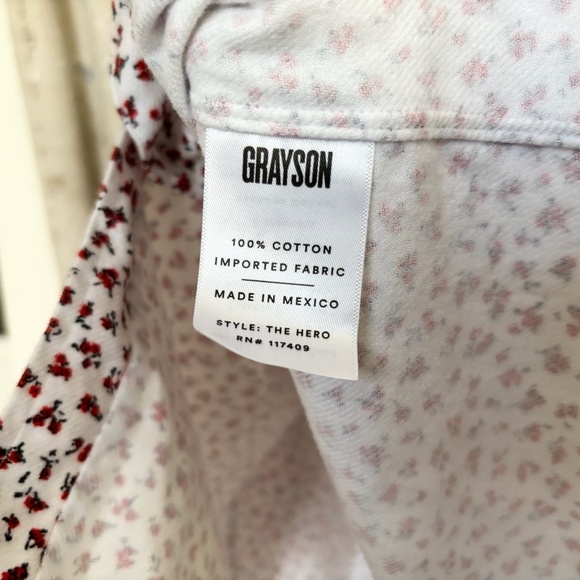 GRAYSON
100% COTTON
IMPORTED FABRIC
MADE IN MEXICO
STYLE: THE HERO
RN# 117409